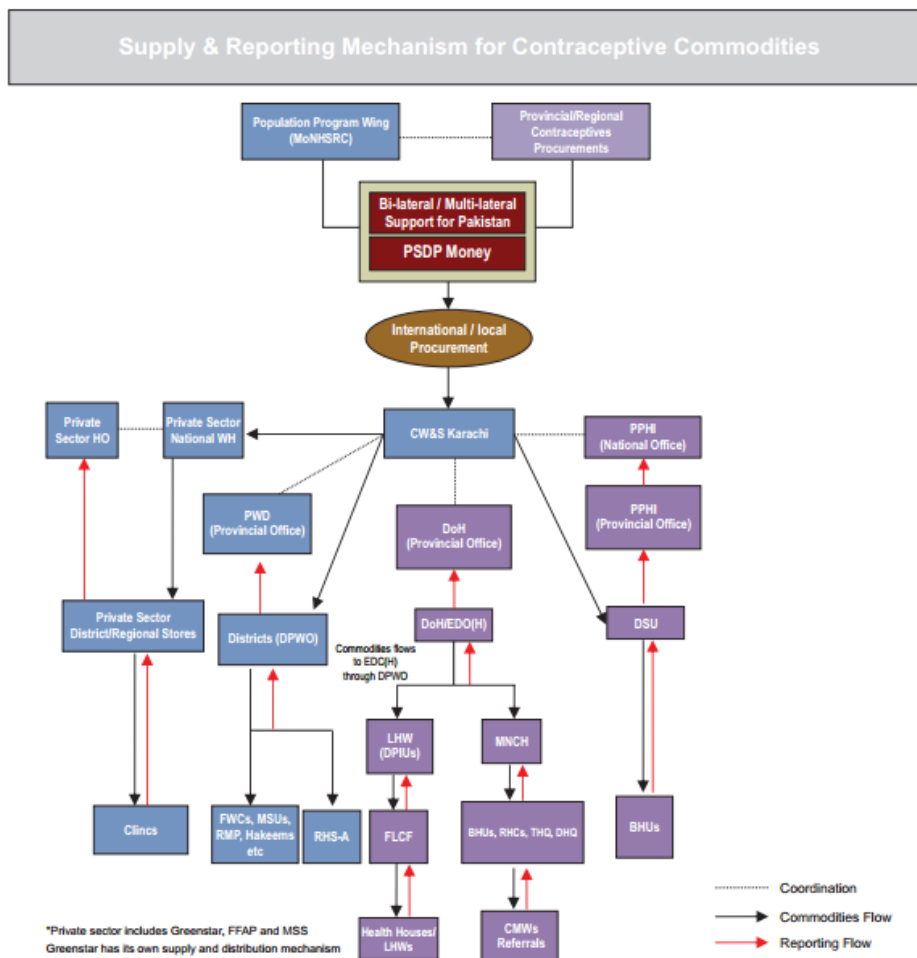 Supply & Reporting Mechanism for Contraceptive Commodities
Population Program Wing
(MoNHSRC)
Provincial/Regional
Contraceptives
Procurements
Bi-lateral / Multi-lateral
Support for Pakistan
PSDP Money
International / local
Procurement
Private
Sector HO
Private Sector
National WH
CW&S Karachi
PPHI
(National Office)
PWD
(Provincial Office)
DoH
(Provincial Office)
PPHI
(Provincial Office)
Private Sector
District/Regional Stores
Districts (DPWO)
DoH/EDO(H)
DSU
Commodities flows
to EDC(H)
through DPWO
LHW
(DPIUs)
MNCH
Clincs
FWCs, MSUs,
RMP, Hakeems
etc
RHS-A
FLCF
BHUs, RHCs, THQ, DHQ
BHUs
Health Houses/
LHWs
CMWs
Referrals
Coordination
Commodities Flow
Reporting Flow
*Private sector includes Greenstar, FFAP and MSS
Greenstar has its own supply and distribution mechanism